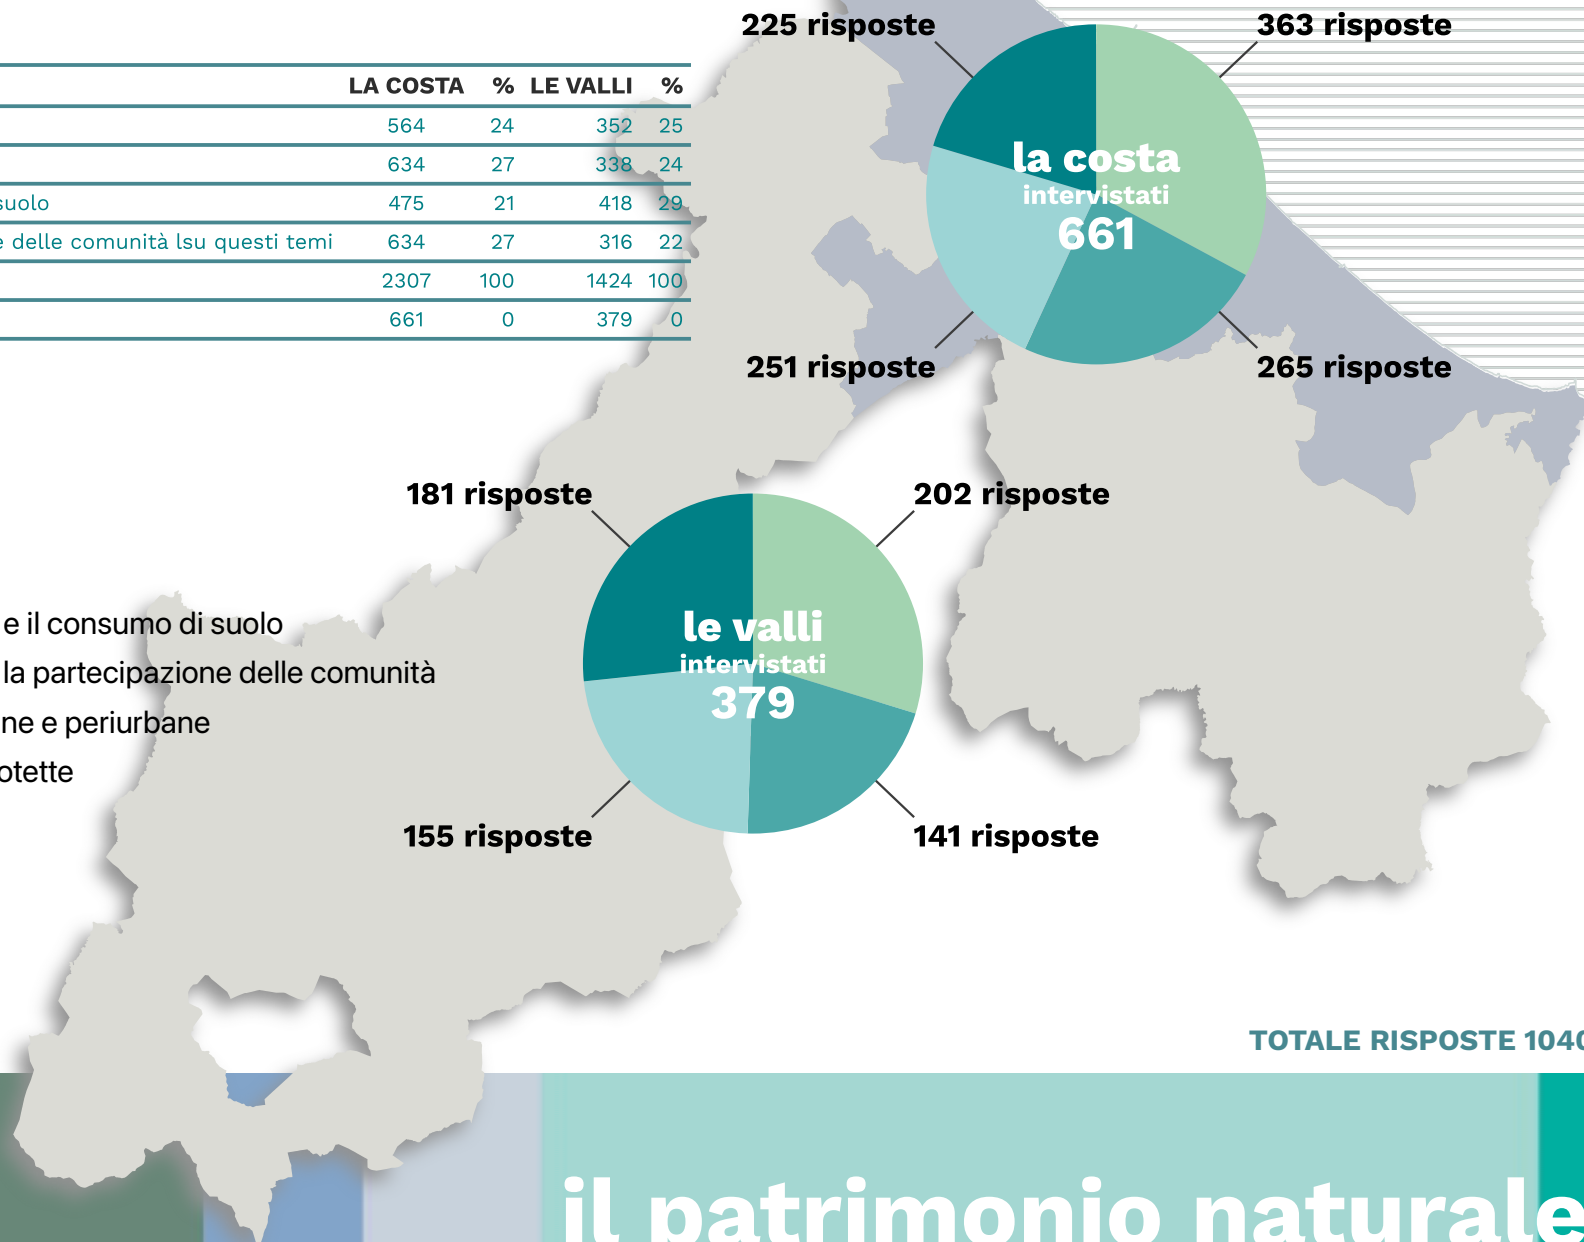 225 risposte
363 risposte
LA COSTA % LE VALLI %
564 24 352 25
634 27 338 24
suolo 475 21 418 29
e delle comunità lsu questi temi 634 27 316 22
2307 100 1424 100
661 0 379 0
la costa
intervistati
661
251 risposte
265 risposte
181 risposte
202 risposte
le valli
intervistati
379
155 risposte
141 risposte
e il consumo di suolo
la partecipazione delle comunità
ne e periurbane
otette
TOTALE RISPOSTE 1040
il patrimonio naturale